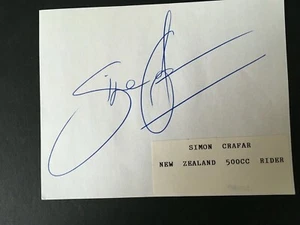 SIMON CRAFAR
NEW ZEALAND 500CC RIDER